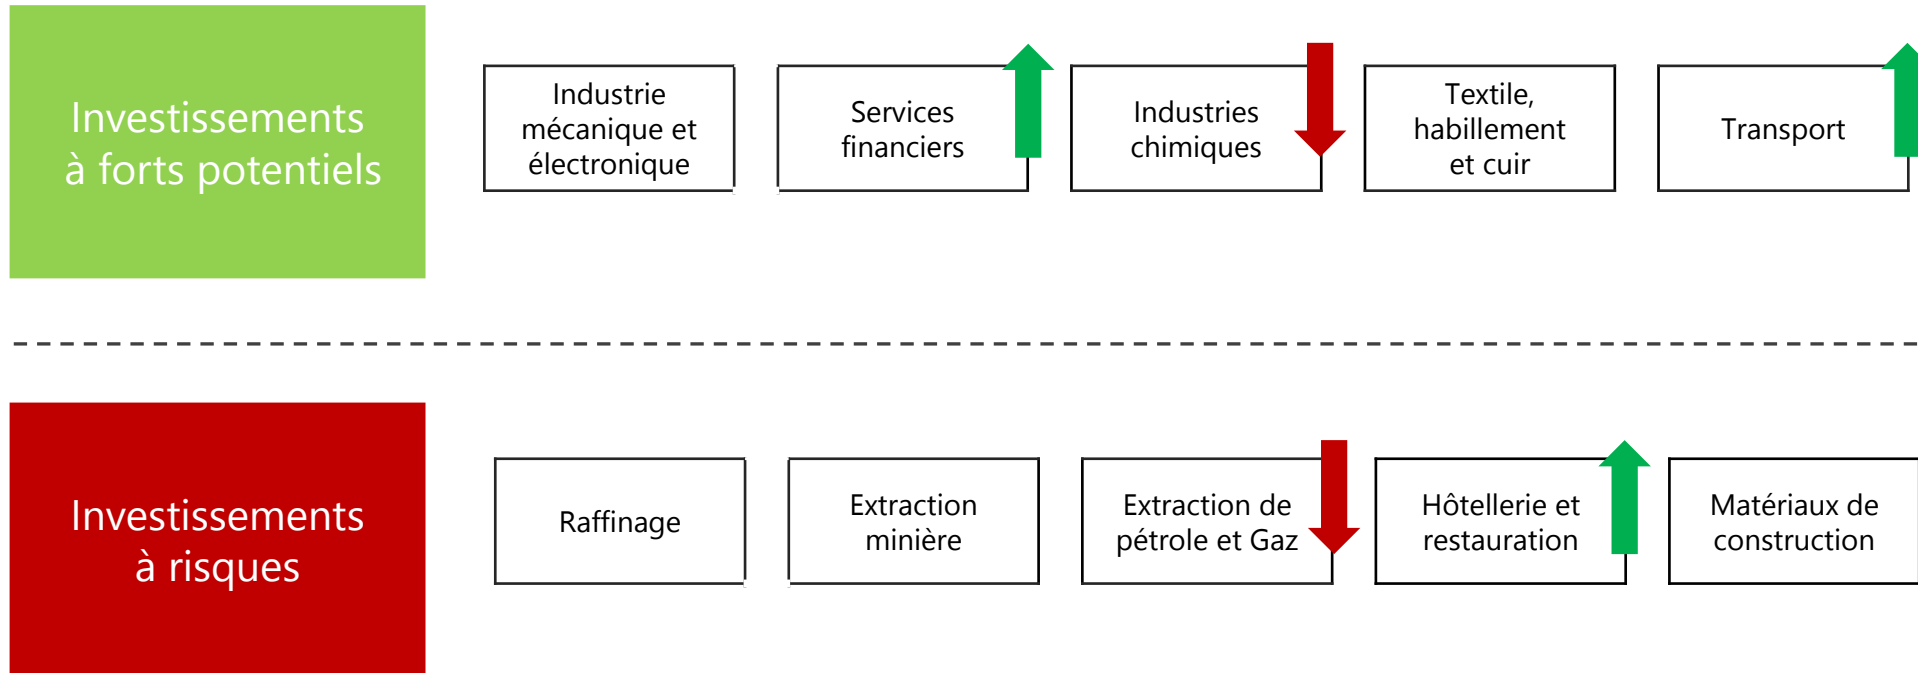 Investissements
à forts potentiels
Industrie
mécanique et
électronique
Services
financiers
Industries
chimiques
Textile,
habillement
et cuir
Transport
Investissements
à risques
Raffinage
Extraction
minière
Extraction de
pétrole et Gaz
Hôtellerie et
restauration
Matériaux de
construction